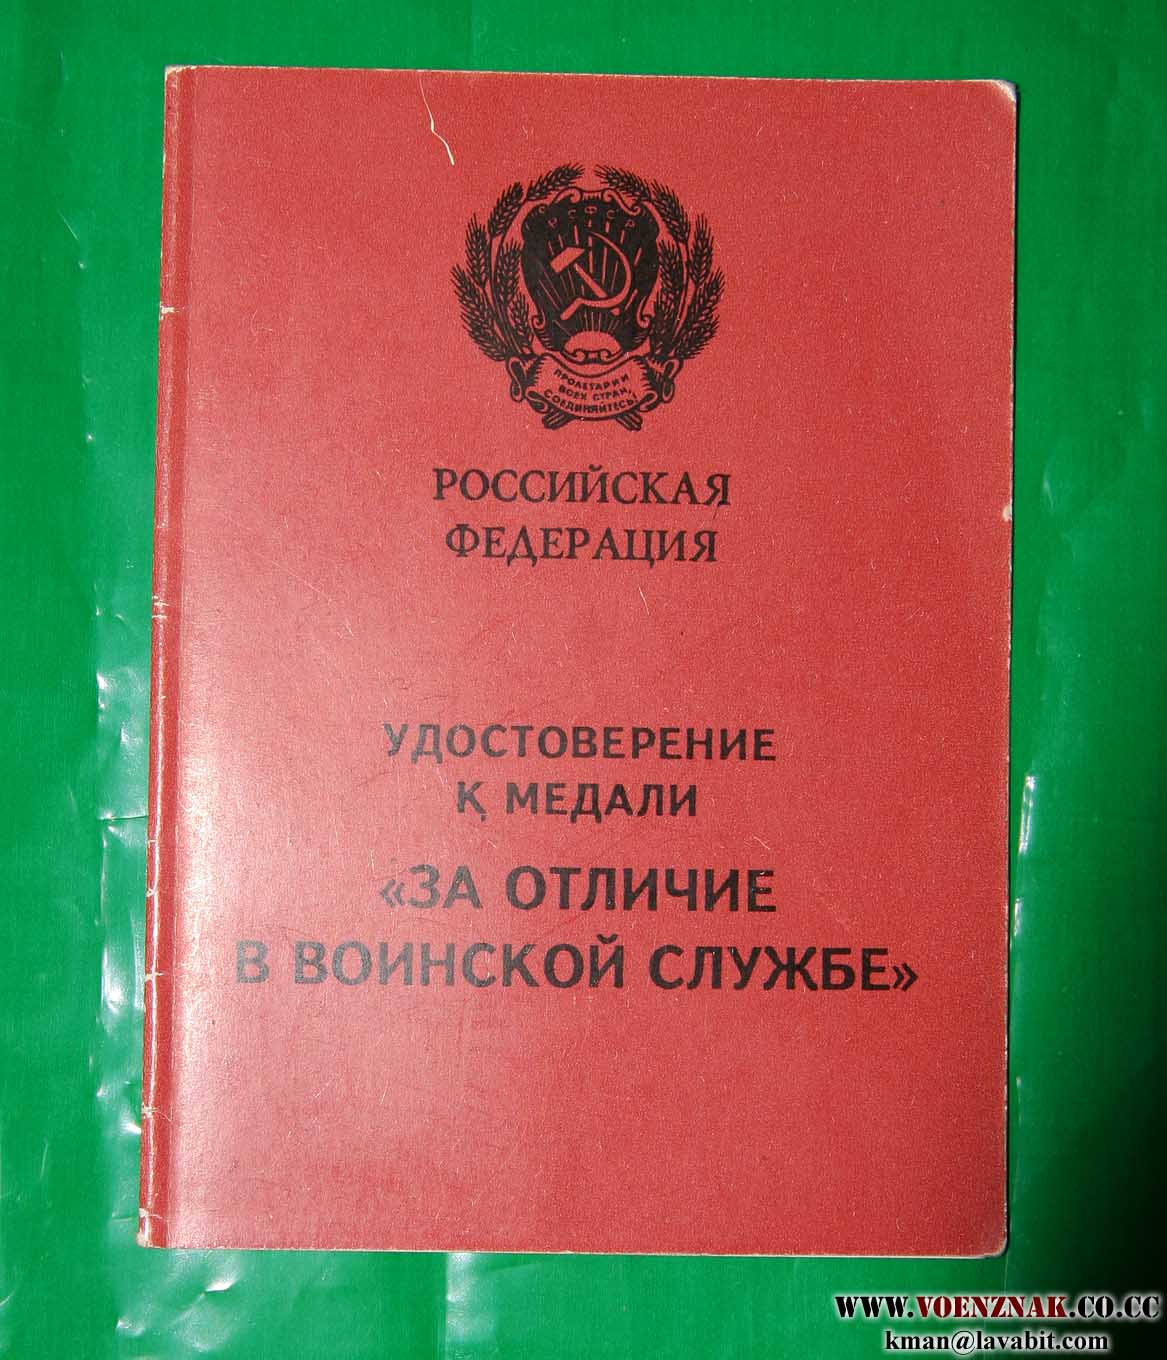 РСФСР
ПРОЛЕТАРИИ
ВСЕХ СТРАН,
СОЕДИНЯЙТЕСЬ!
РОССИЙСКАЯ
ФЕДЕРАЦИЯ
УДОСТОВЕРЕНИЕ
К МЕДАЛИ
«ЗА ОТЛИЧИЕ
В ВОИНСКОЙ СЛУЖБЕ»
WWW.VOENZNAK.CO.CC
kman@lavabit.com